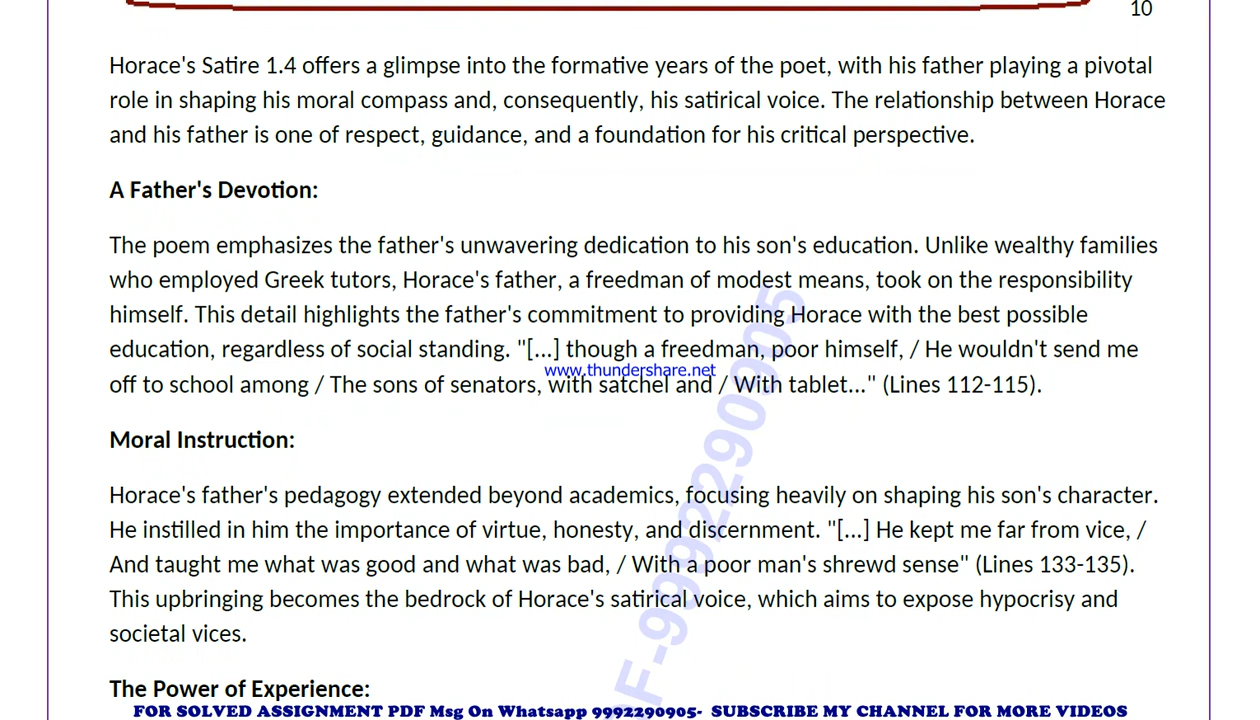 10
Horace's Satire 1.4 offers a glimpse into the formative years of the poet, with his father playing a pivotal
role in shaping his moral compass and, consequently, his satirical voice. The relationship between Horace
and his father is one of respect, guidance, and a foundation for his critical perspective.
A Father's Devotion:
The poem emphasizes the father's unwavering dedication to his son's education. Unlike wealthy families
who employed Greek tutors, Horace's father, a freedman of modest means, took on the responsibility
himself. This detail highlights the father's commitment to providing Horace with the best possible
education, regardless of social standing. "[...] though a freedman, poor himself, / He wouldn't send me
www.thundershare.net
off to school among / The sons of senators, with satchel and / With tablet..." (Lines 112-115).
Moral Instruction:
Horace's father's pedagogy extended beyond academics, focusing heavily on shaping his son's character.
He instilled in him the importance of virtue, honesty, and discernment. "[...] He kept me far from vice, /
And taught me what was good and what was bad, / With a poor man's shrewd sense" (Lines 133-135).
This upbringing becomes the bedrock of Horace's satirical voice, which aims to expose hypocrisy and
societal vices.
The Power of Experience:
F-9992290905
FOR SOLVED ASSIGNMENT PDF Msg On Whatsapp 9992290905- SUBSCRIBE MY CHANNEL FOR MORE VIDEOS